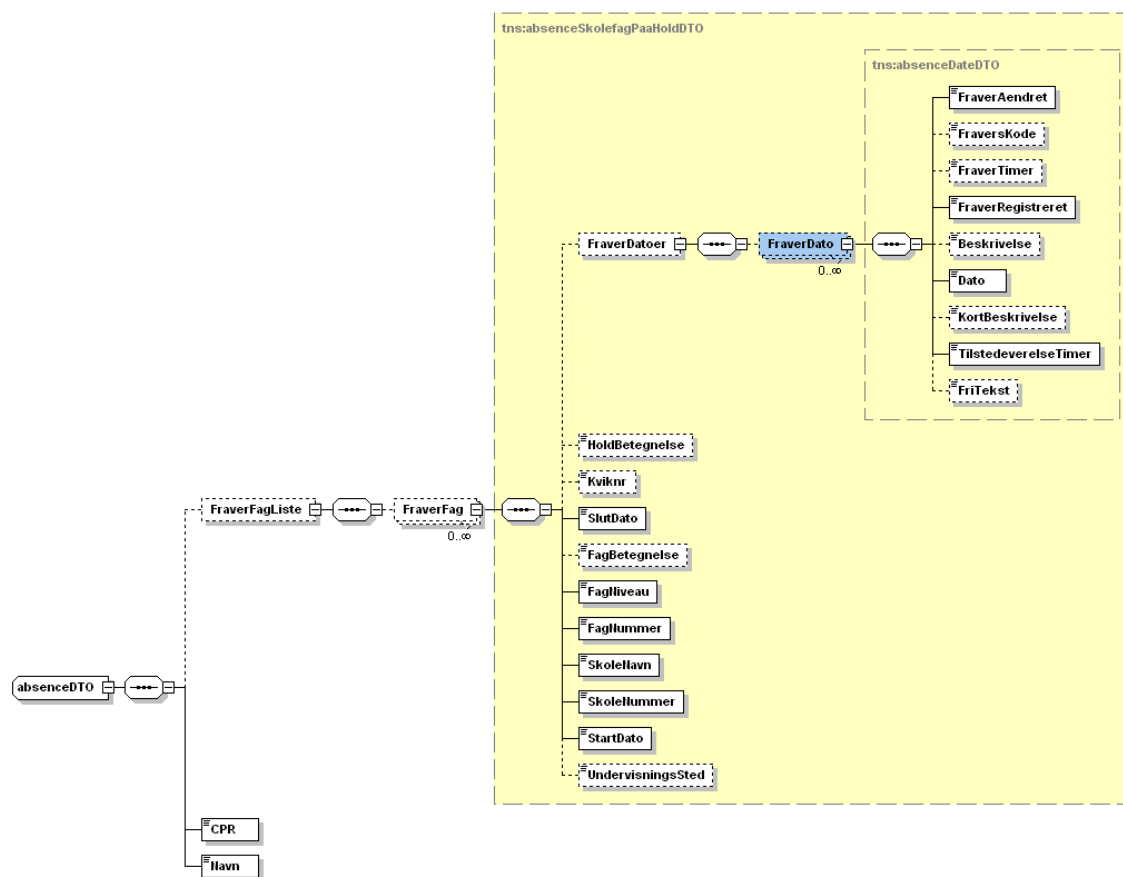 tns:absenceSkolefagPaaHoldDTO
tns:absenceDateDTO
FraverAendret
FraversKode
FraverTimer
FraverRegistreret
FraverDatoer
FraverDato
0..∞
Beskrivelse
Dato
KortBeskrivelse
TilstedeverelseTimer
FriTekst
HoldBetegnelse
Kviknr
FraverFagListe
FraverFag
0..∞
SlutDato
FagBetegnelse
FagNiveau
FagNummer
SkoleNavn
absenceDTO
SkoleNummer
StartDato
UndervisningsSted
CPR
Navn